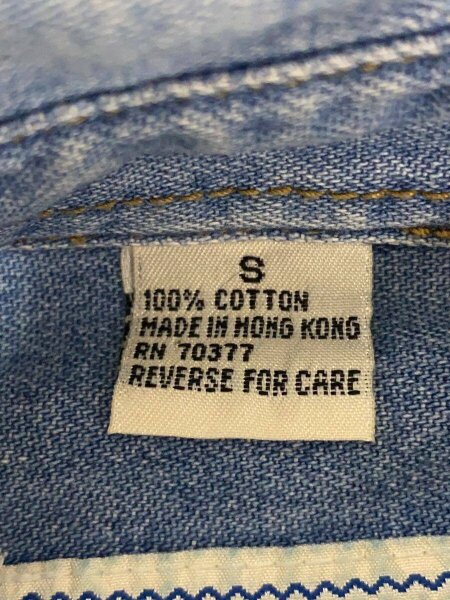 S
100% COTTON
MADE IN HONG KONG
RN 70377
REVERSE FOR CARE